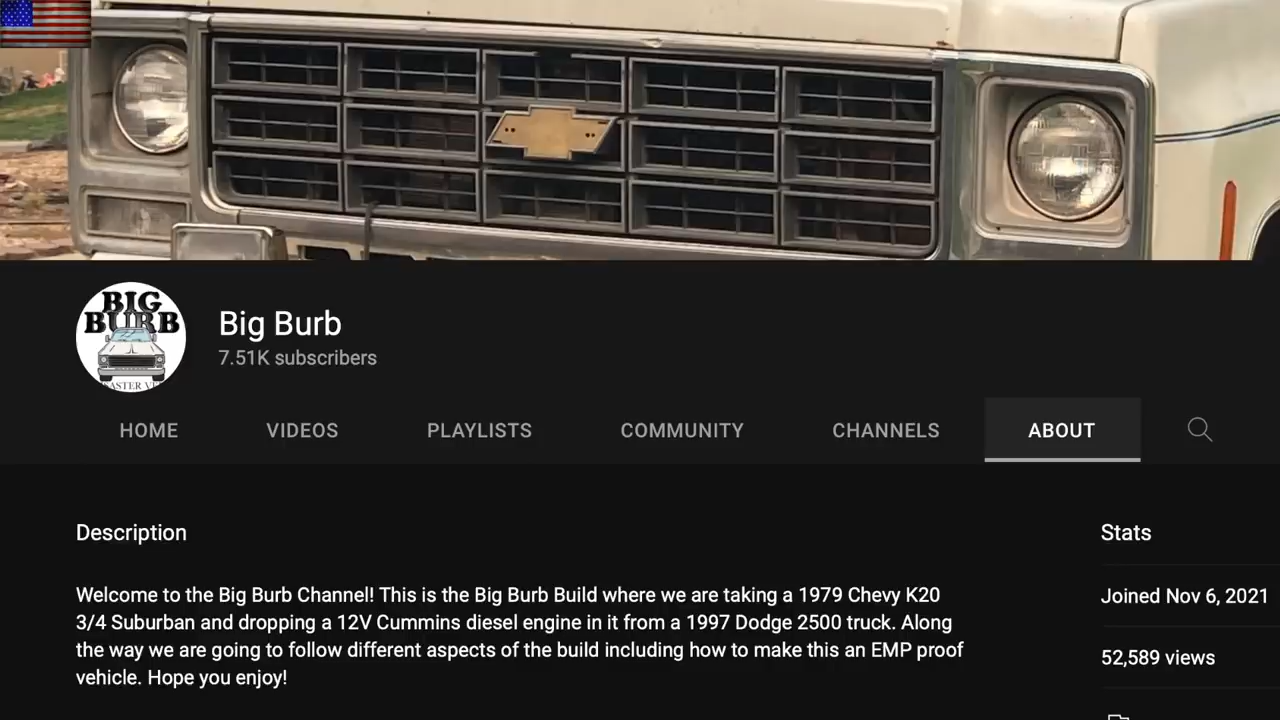 BIG
BURB
Big Burb
7.51K subscribers
HOME
VIDEOS
PLAYLISTS
COMMUNITY
CHANNELS
ABOUT
Description
Stats
Welcome to the Big Burb Channel! This is the Big Burb Build where we are taking a 1979 Chevy K20
3/4 Suburban and dropping a 12V Cummins diesel engine in it from a 1997 Dodge 2500 truck. Along
the way we are going to follow different aspects of the build including how to make this an EMP proof
vehicle. Hope you enjoy!
Joined Nov 6, 2021
52,589 views